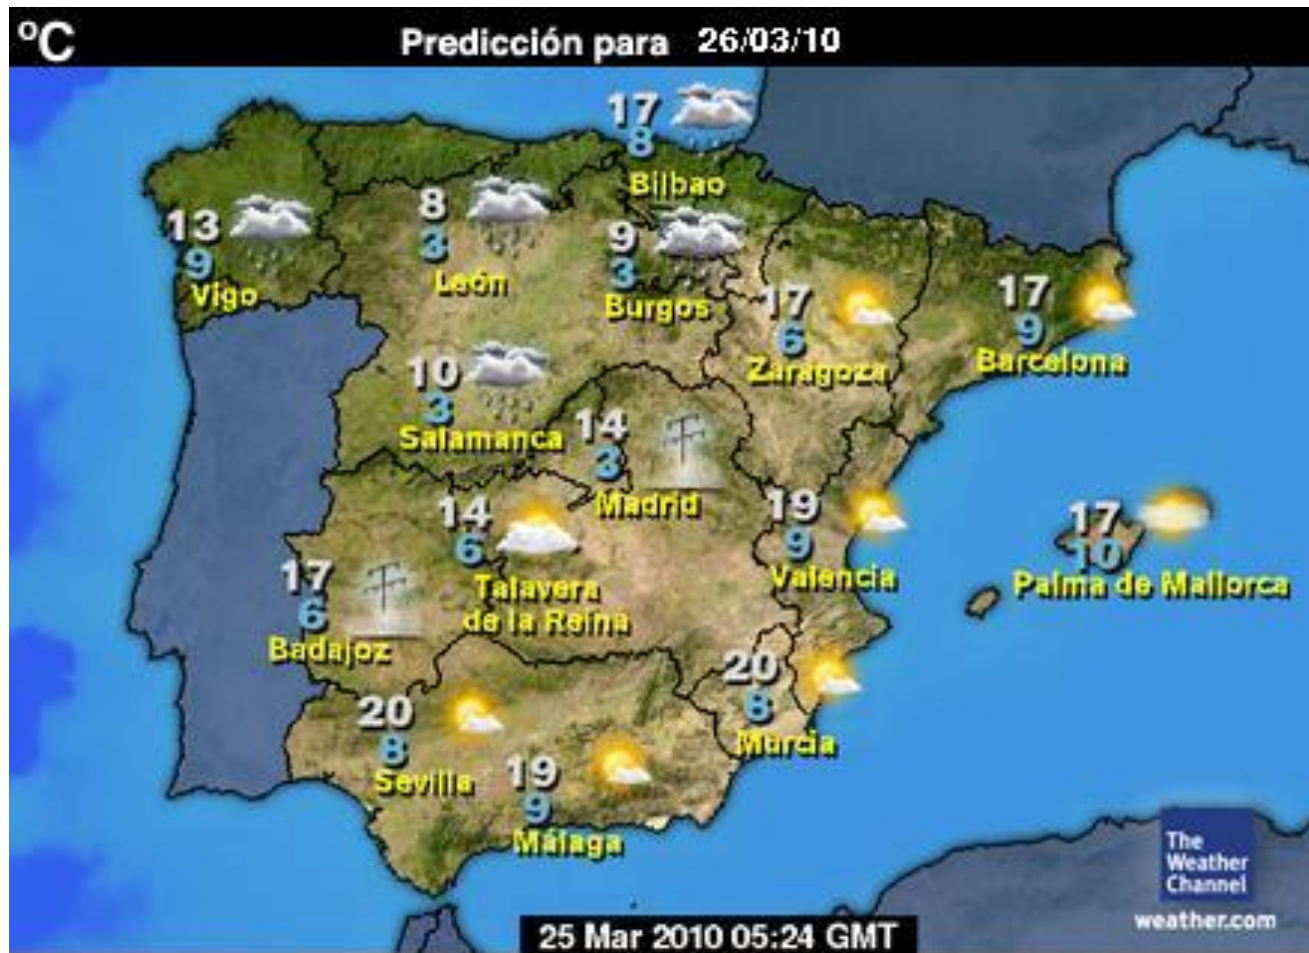 ºC
Predicción para 26/03/10
17
8
Bilbao
8
3
León
13
9
Vigo
9
3
Burgos
17
6
Zaragoza
17
9
Barcelona
10
3
Salamanca
14
3
Madrid
14
6
Talavera
de la Reina
19
9
Valencia
17
10
Palma de Mallorca
17
6
Badajoz
20
8
Murcia
20
8
Sevilla
19
9
Málaga
The
Weather
Channel
weather.com
25 Mar 2010 05:24 GMT